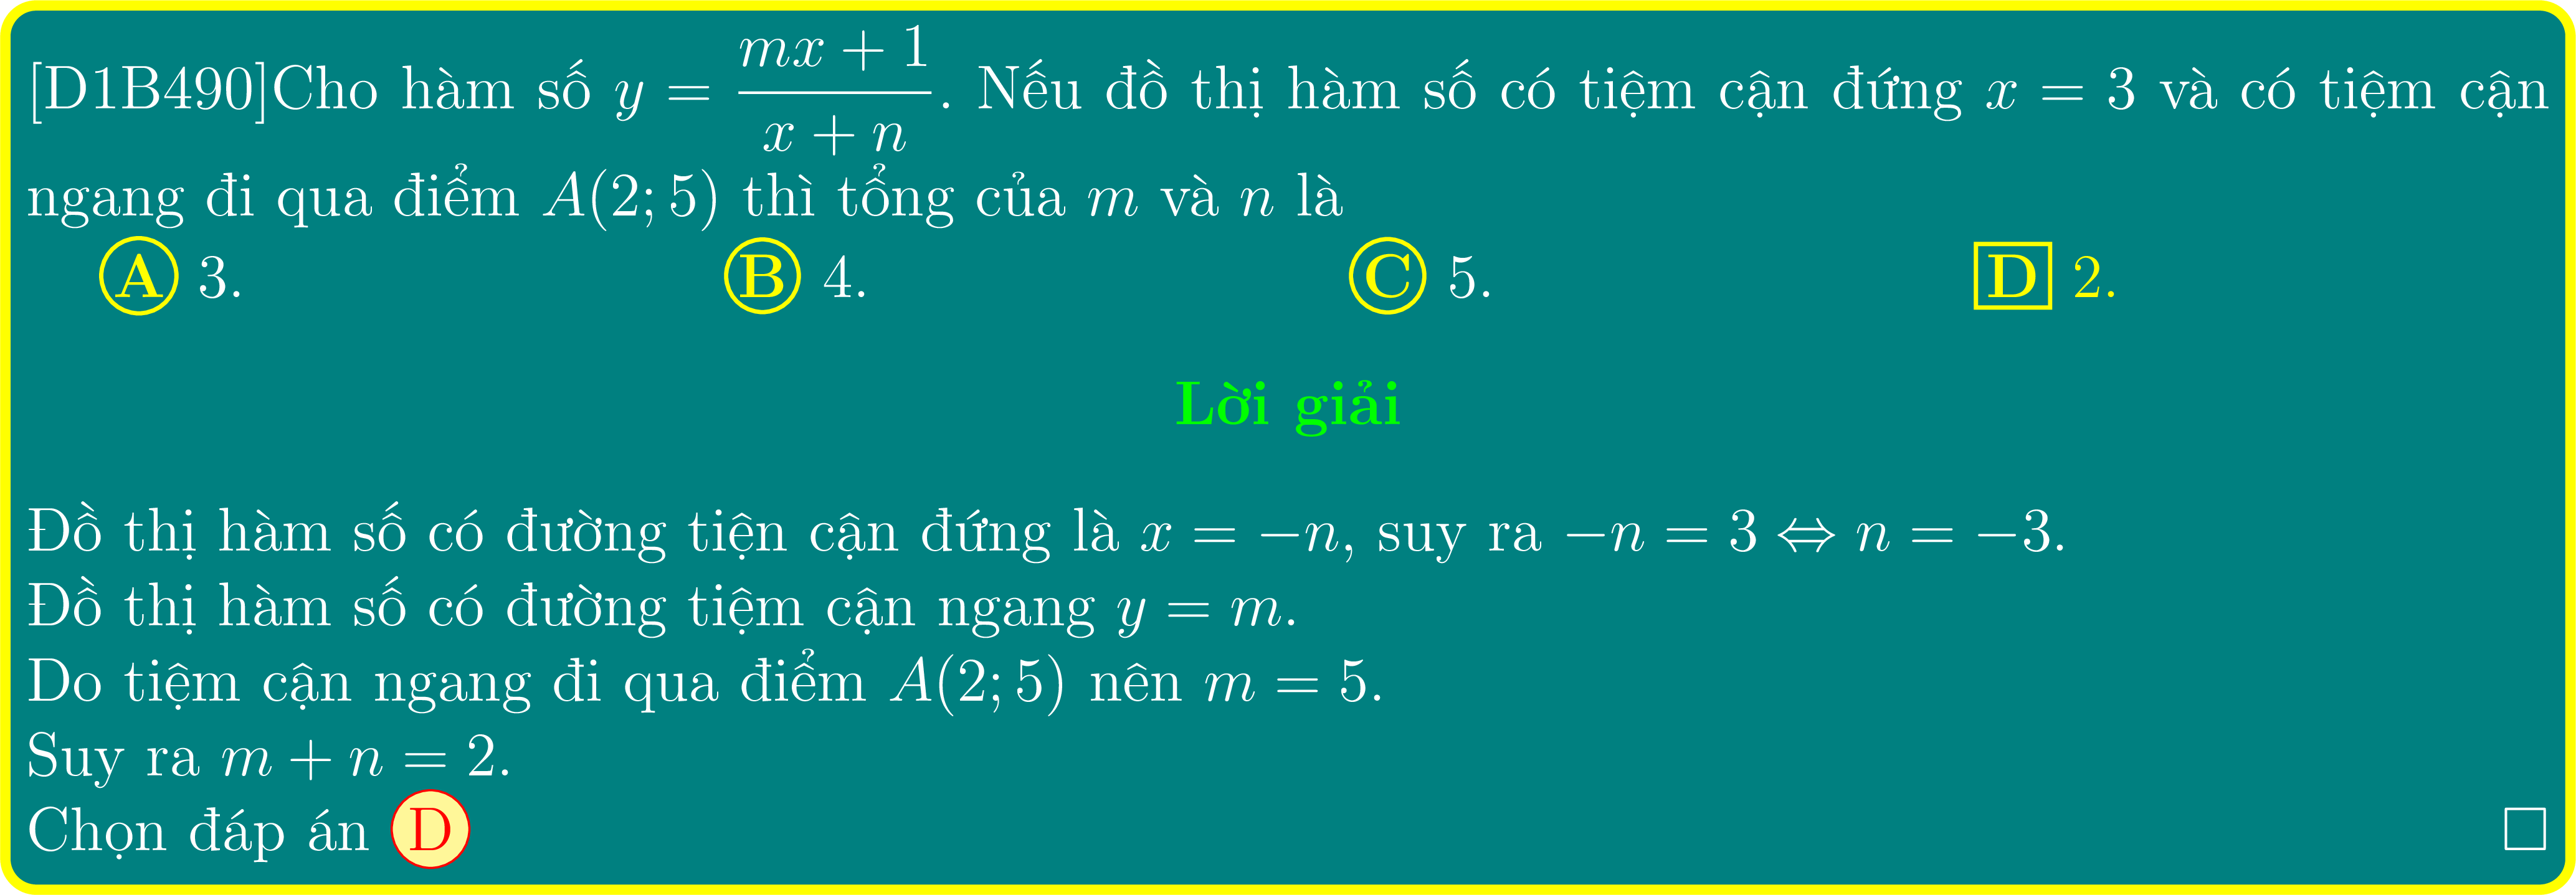 [D1B490]Cho hàm số y = \frac{mx + 1}{x + n}. Nếu đồ thị hàm số có tiệm cận đứng x = 3 và có tiệm cận
ngang đi qua điểm A(2; 5) thì tổng của m và n là
A 3. B 4. C 5. D 2.
Lời giải
Đồ thị hàm số có đường tiện cận đứng là x = −n, suy ra −n = 3 ⇔ n = −3.
Đồ thị hàm số có đường tiệm cận ngang y = m.
Do tiệm cận ngang đi qua điểm A(2; 5) nên m = 5.
Suy ra m + n = 2.
Chọn đáp án D □